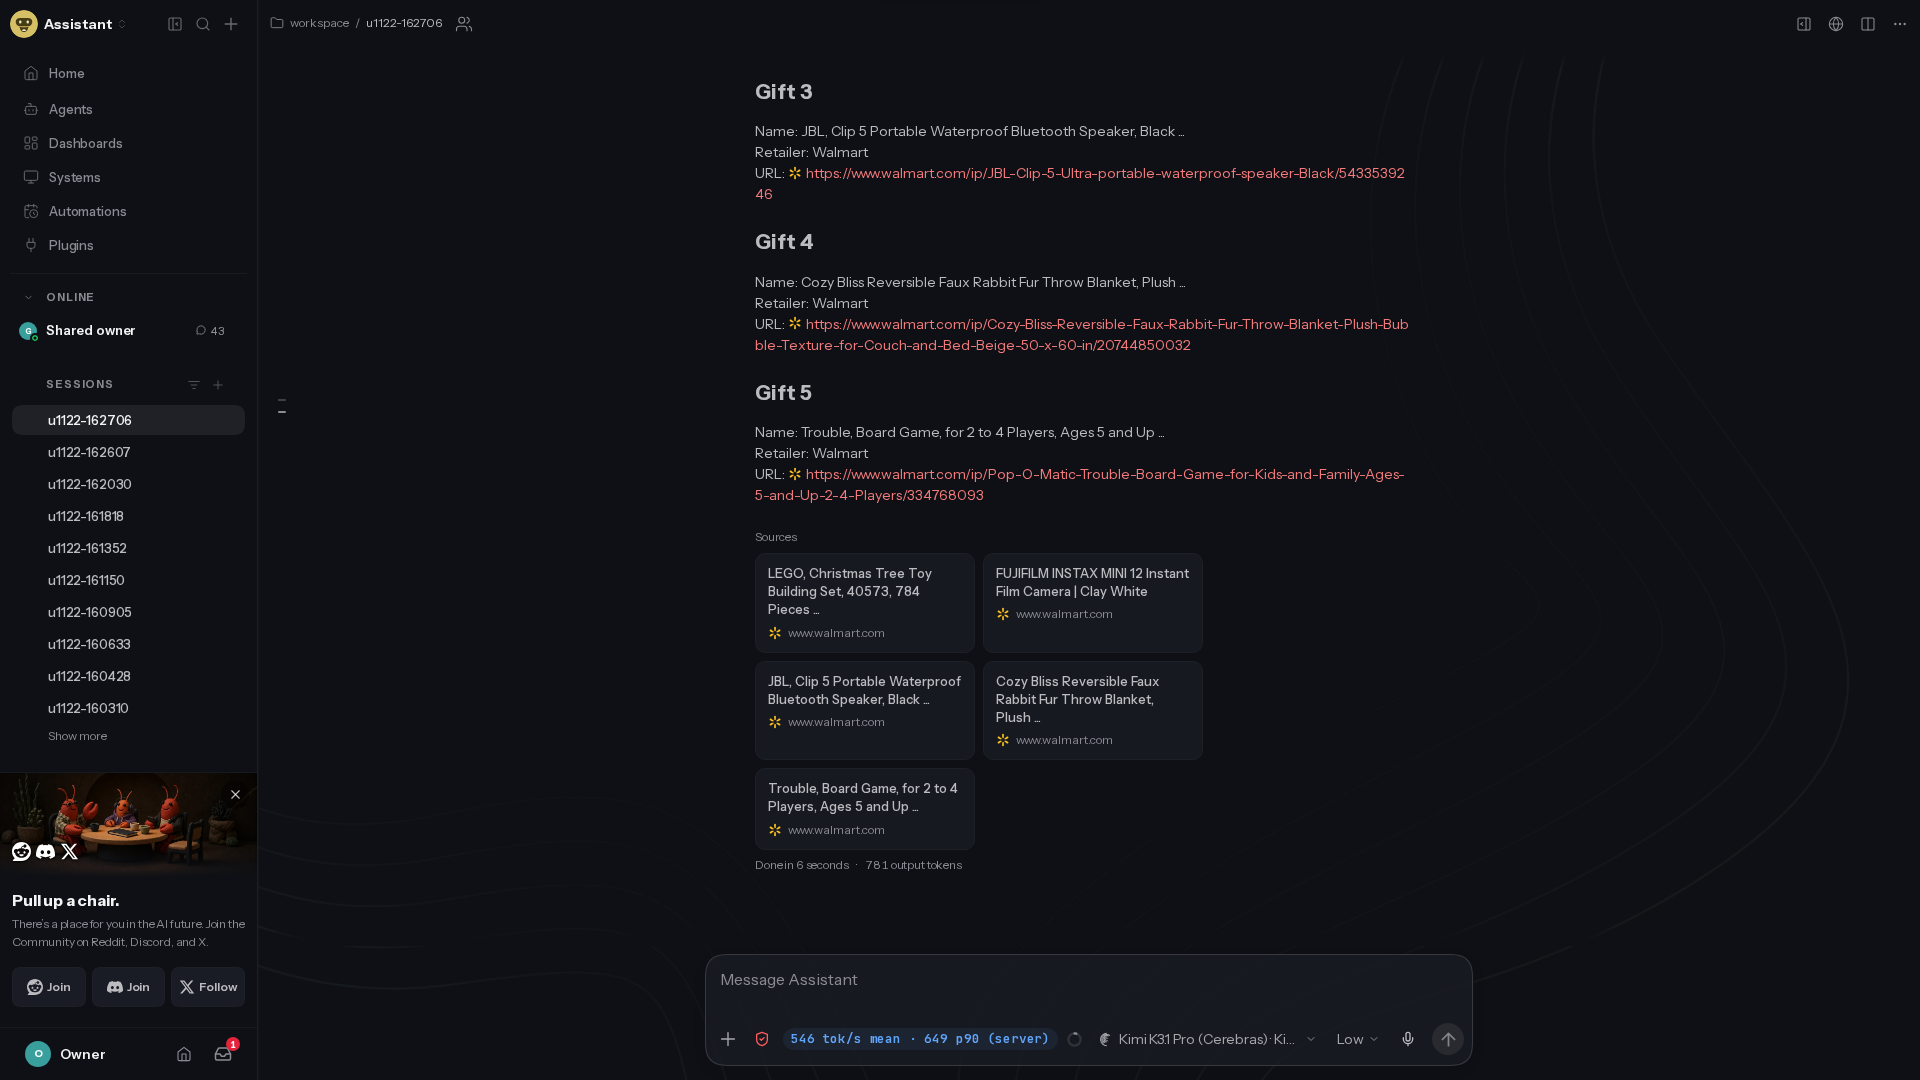 Assistant
workspace / u1122-162706
Home
Agents
Dashboards
Systems
Automations
Plugins
ONLINE
G
Shared owner
43
SESSIONS
u1122-162706
u1122-162607
u1122-162030
u1122-161818
u1122-161352
u1122-161150
u1122-160905
u1122-160633
u1122-160428
u1122-160310
Show more
Pull up a chair.
There's a place for you in the AI future. Join the
Community on Reddit, Discord, and X.
Join
Join
Follow
O
Owner
1
Gift 3
Name: JBL, Clip 5 Portable Waterproof Bluetooth Speaker, Black ...
Retailer: Walmart
URL: https://www.walmart.com/ip/JBL-Clip-5-Ultra-portable-waterproof-speaker-Black/54335392
46
Gift 4
Name: Cozy Bliss Reversible Faux Rabbit Fur Throw Blanket, Plush ...
Retailer: Walmart
URL: https://www.walmart.com/ip/Cozy-Bliss-Reversible-Faux-Rabbit-Fur-Throw-Blanket-Plush-Bub
ble-Texture-for-Couch-and-Bed-Beige-50-x-60-in/20744850032
Gift 5
Name: Trouble, Board Game, for 2 to 4 Players, Ages 5 and Up ...
Retailer: Walmart
URL: https://www.walmart.com/ip/Pop-O-Matic-Trouble-Board-Game-for-Kids-and-Family-Ages-
5-and-Up-2-4-Players/334768093
Sources
LEGO, Christmas Tree Toy
Building Set, 40573, 784
Pieces ...
www.walmart.com
FUJIFILM INSTAX MINI 12 Instant
Film Camera | Clay White
www.walmart.com
JBL, Clip 5 Portable Waterproof
Bluetooth Speaker, Black ...
www.walmart.com
Cozy Bliss Reversible Faux
Rabbit Fur Throw Blanket,
Plush ...
www.walmart.com
Trouble, Board Game, for 2 to 4
Players, Ages 5 and Up ...
www.walmart.com
Done in 6 seconds · 781 output tokens
Message Assistant
546 tok/s mean · 649 p90 (server)
Kimi K3.1 Pro (Cerebras) · Ki...
Low